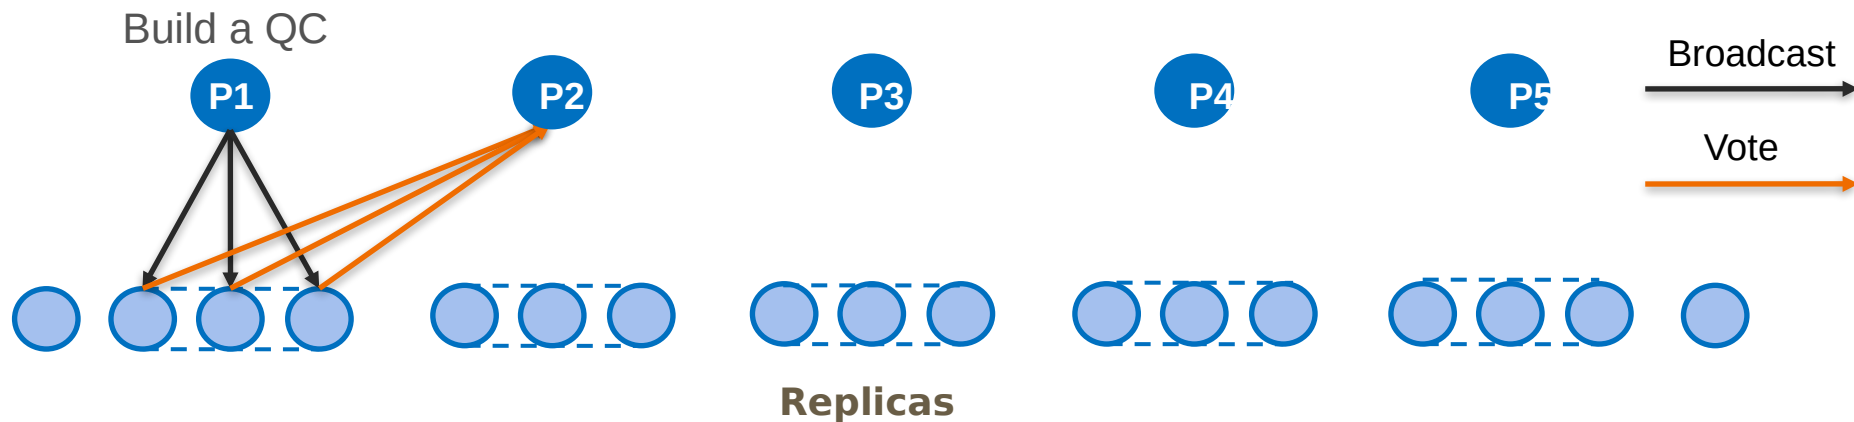 Build a QC
P1
P2
P3
P4
P5
Broadcast
Vote
Replicas